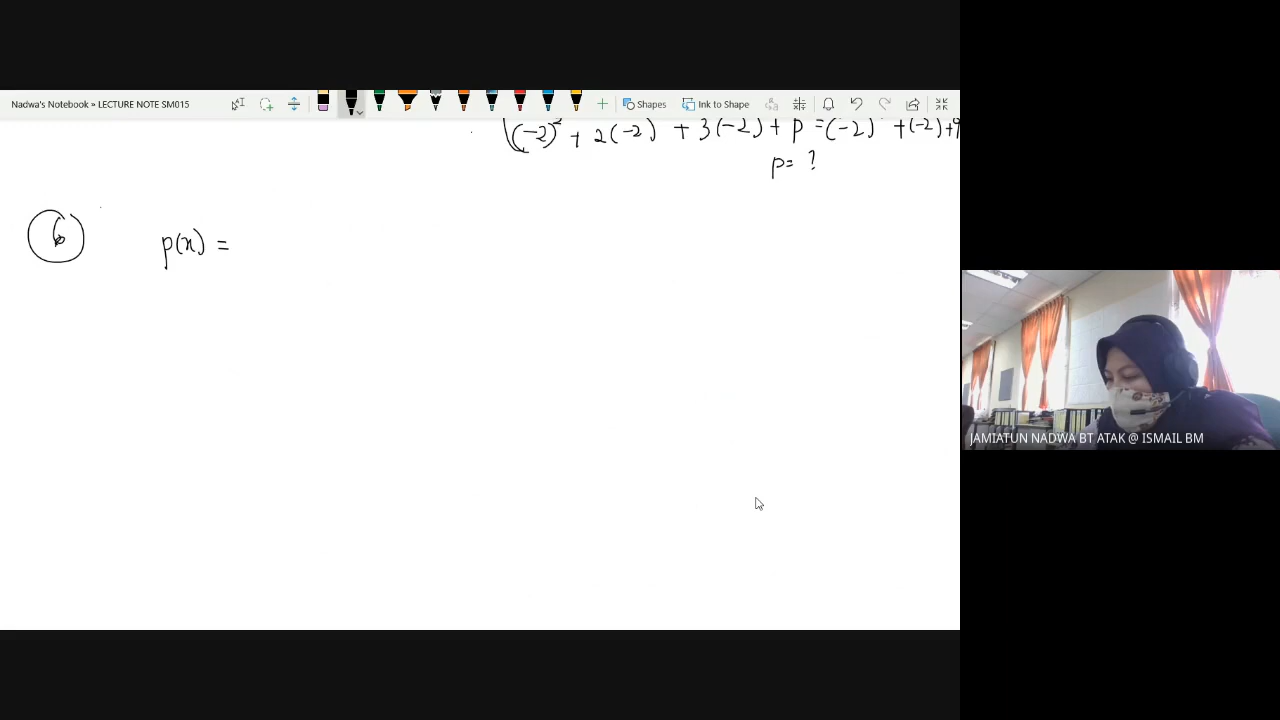 Nadwa's Notebook » LECTURE NOTE SM015
Shapes
Ink to Shape
(-2)² + 2(-2) + 3(-2) + p = (-2) + (-2) +
p = ?
6
p(x) =
JAMIATUN NADWA BT ATAK @ ISMAIL BM